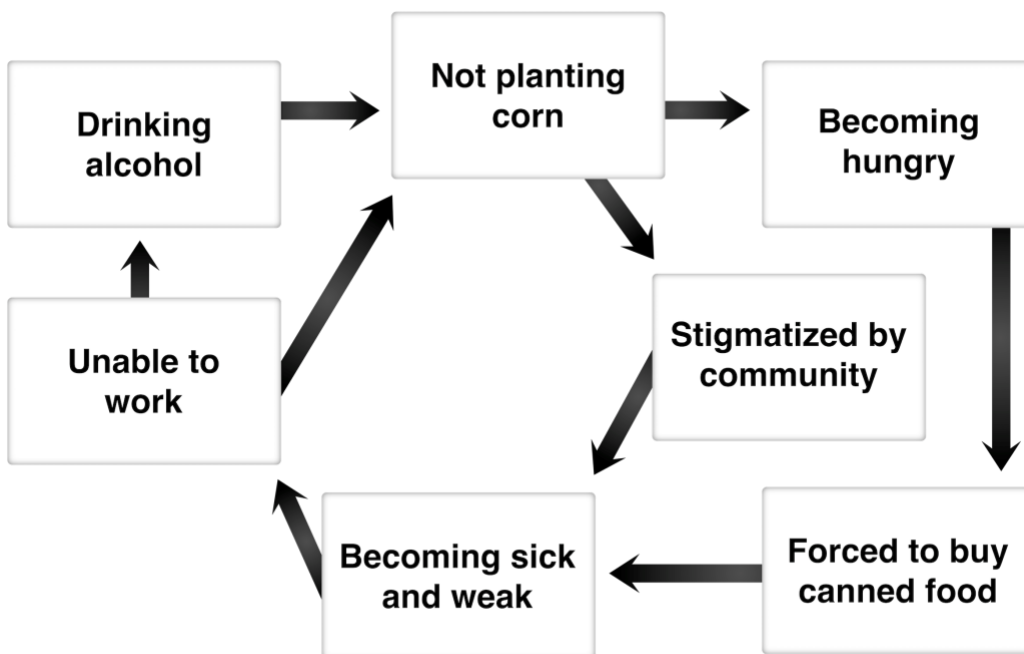 Drinking
alcohol
Not planting
corn
Becoming
hungry
Unable to
work
Stigmatized by
community
Becoming sick
and weak
Forced to buy
canned food